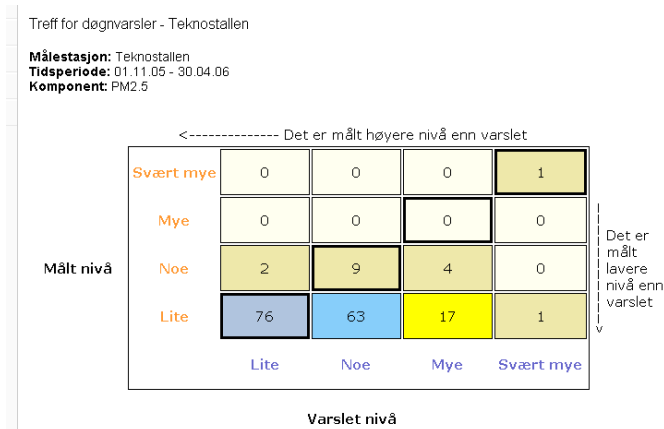 Treff for døgnvarsler - Teknostallen
Målestasjon: Teknostallen
Tidsperiode: 01.11.05 - 30.04.06
Komponent: PM2.5
<-------------- Det er målt høyere nivå enn varslet
Svært mye 0 0 0 1
Mye 0 0 0 0
Målt nivå
Noe 2 9 4 0
Lite 76 63 17 1
Lite Noe Mye Svært mye
Det er
målt
lavere
nivå enn
varslet
Varslet nivå